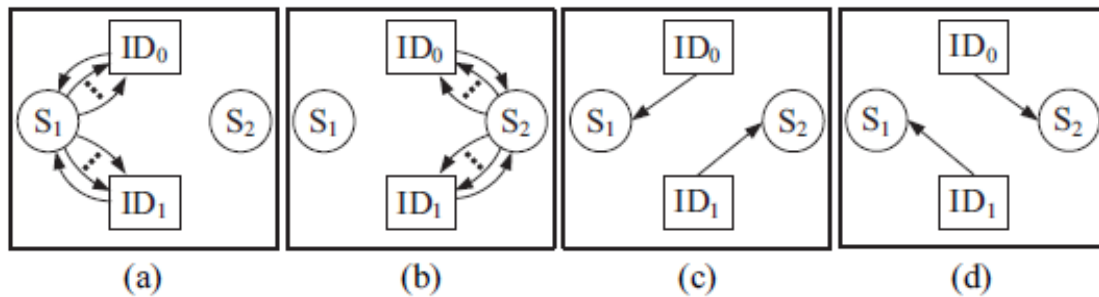 ID₀ ID₀ ID₀ ID₀
S₁ S₂ S₁ S₂ S₁ S₂ S₁ S₂
ID₁ ID₁ ID₁ ID₁
(a) (b) (c) (d)